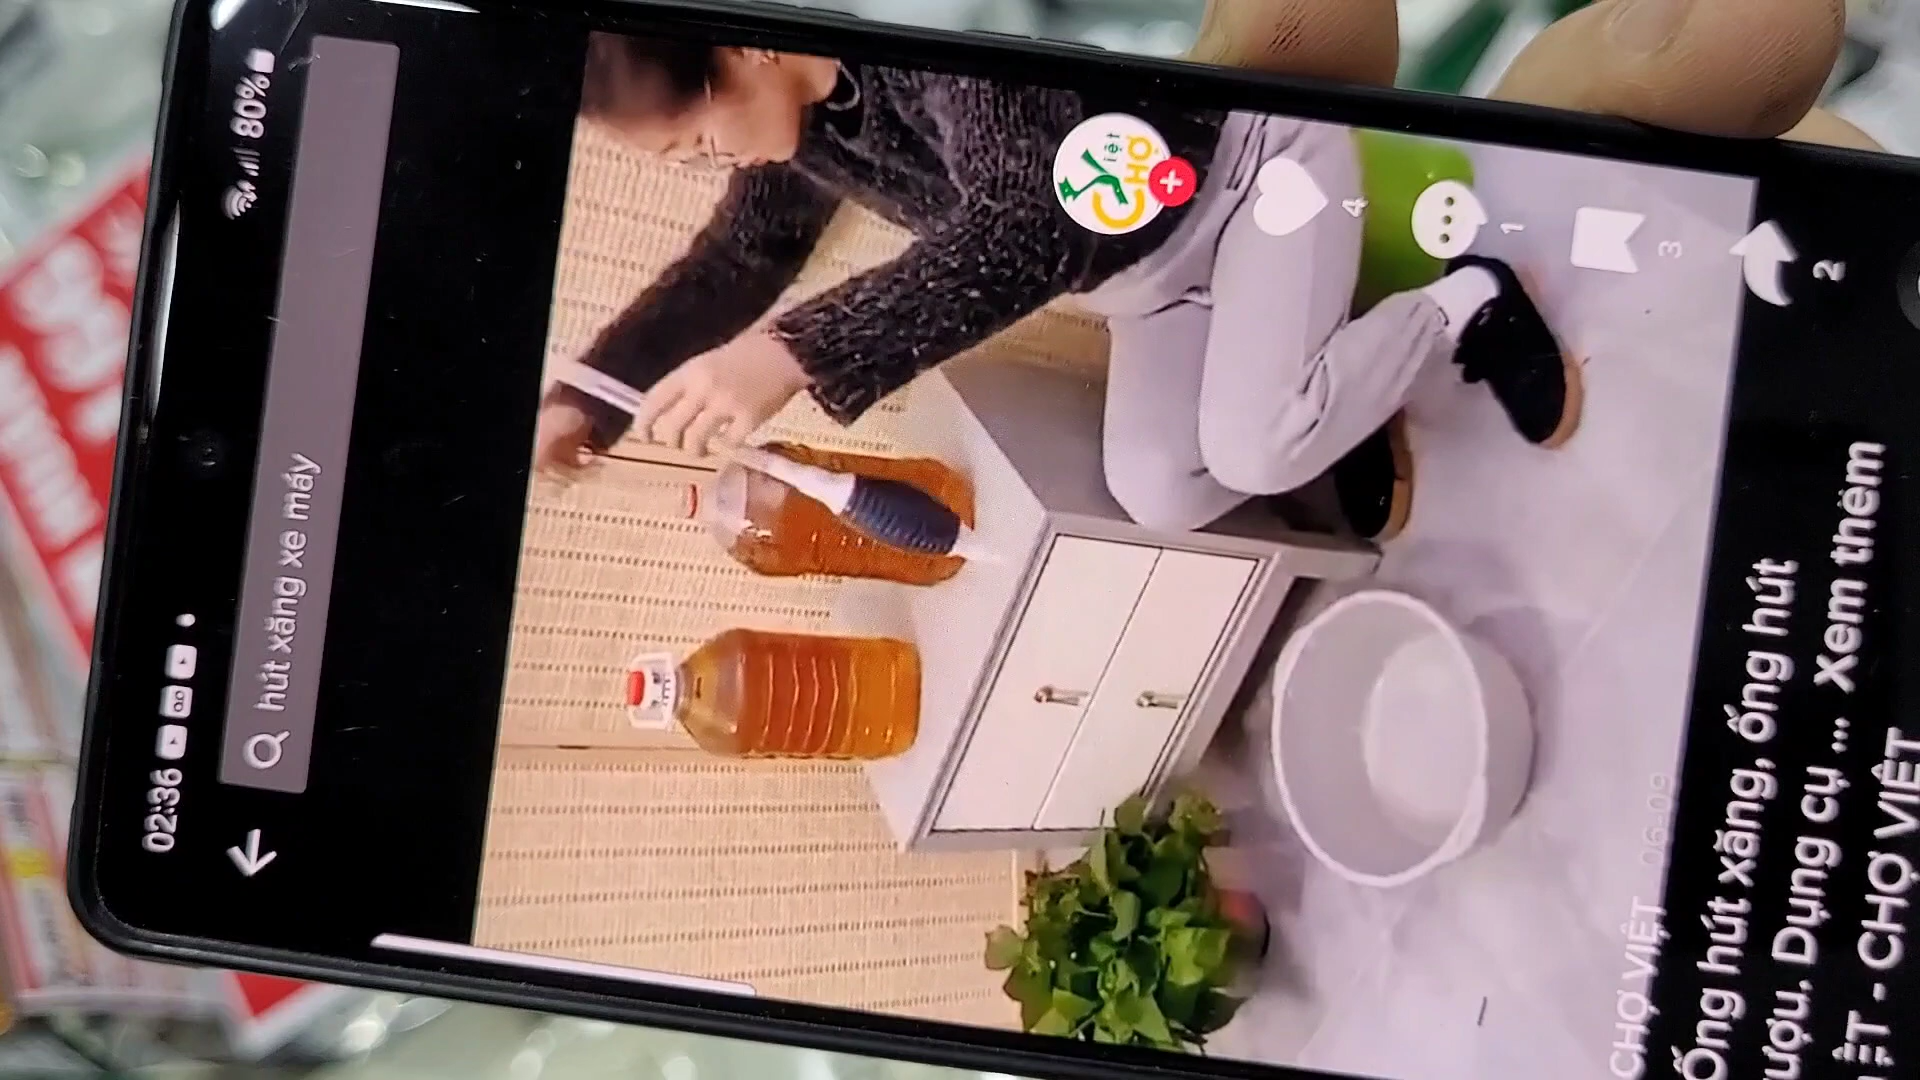 02:36
80%
hút xăng xe máy
Việt
CHỢ
4
1
3
2
CHỢ VIỆT 06-09
Ống hút xăng, ống hút
rượu. Dụng cụ ... Xem thêm
CHỢ VIỆT